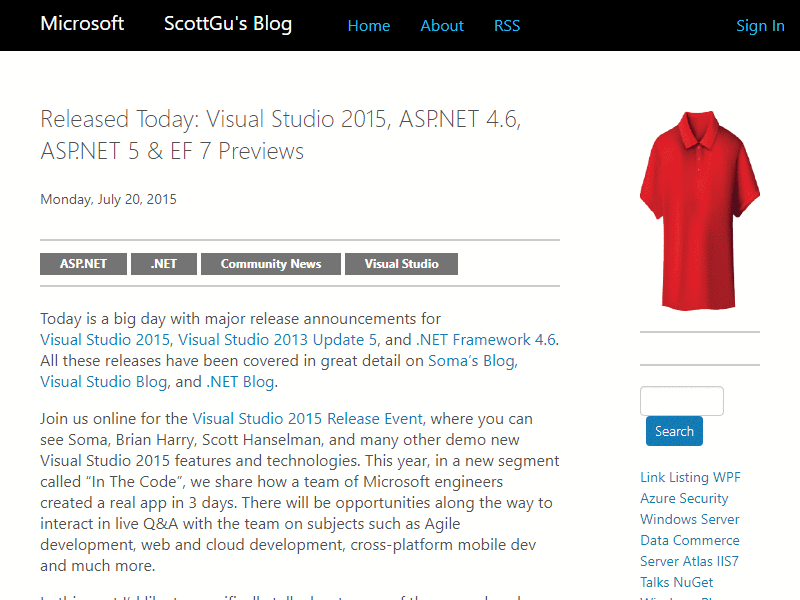 Microsoft ScottGu's Blog Home About RSS Sign In
Released Today: Visual Studio 2015, ASP.NET 4.6,
ASP.NET 5 & EF 7 Previews
Monday, July 20, 2015
ASP.NET .NET Community News Visual Studio
Today is a big day with major release announcements for
Visual Studio 2015, Visual Studio 2013 Update 5, and .NET Framework 4.6.
All these releases have been covered in great detail on Soma’s Blog,
Visual Studio Blog, and .NET Blog.
Join us online for the Visual Studio 2015 Release Event, where you can
see Soma, Brian Harry, Scott Hanselman, and many other demo new
Visual Studio 2015 features and technologies. This year, in a new segment
called “In The Code”, we share how a team of Microsoft engineers
created a real app in 3 days. There will be opportunities along the way to
interact in live Q&A with the team on subjects such as Agile
development, web and cloud development, cross-platform mobile dev
and much more.
Search
Link Listing WPF
Azure Security
Windows Server
Data Commerce
Server Atlas IIS7
Talks NuGet